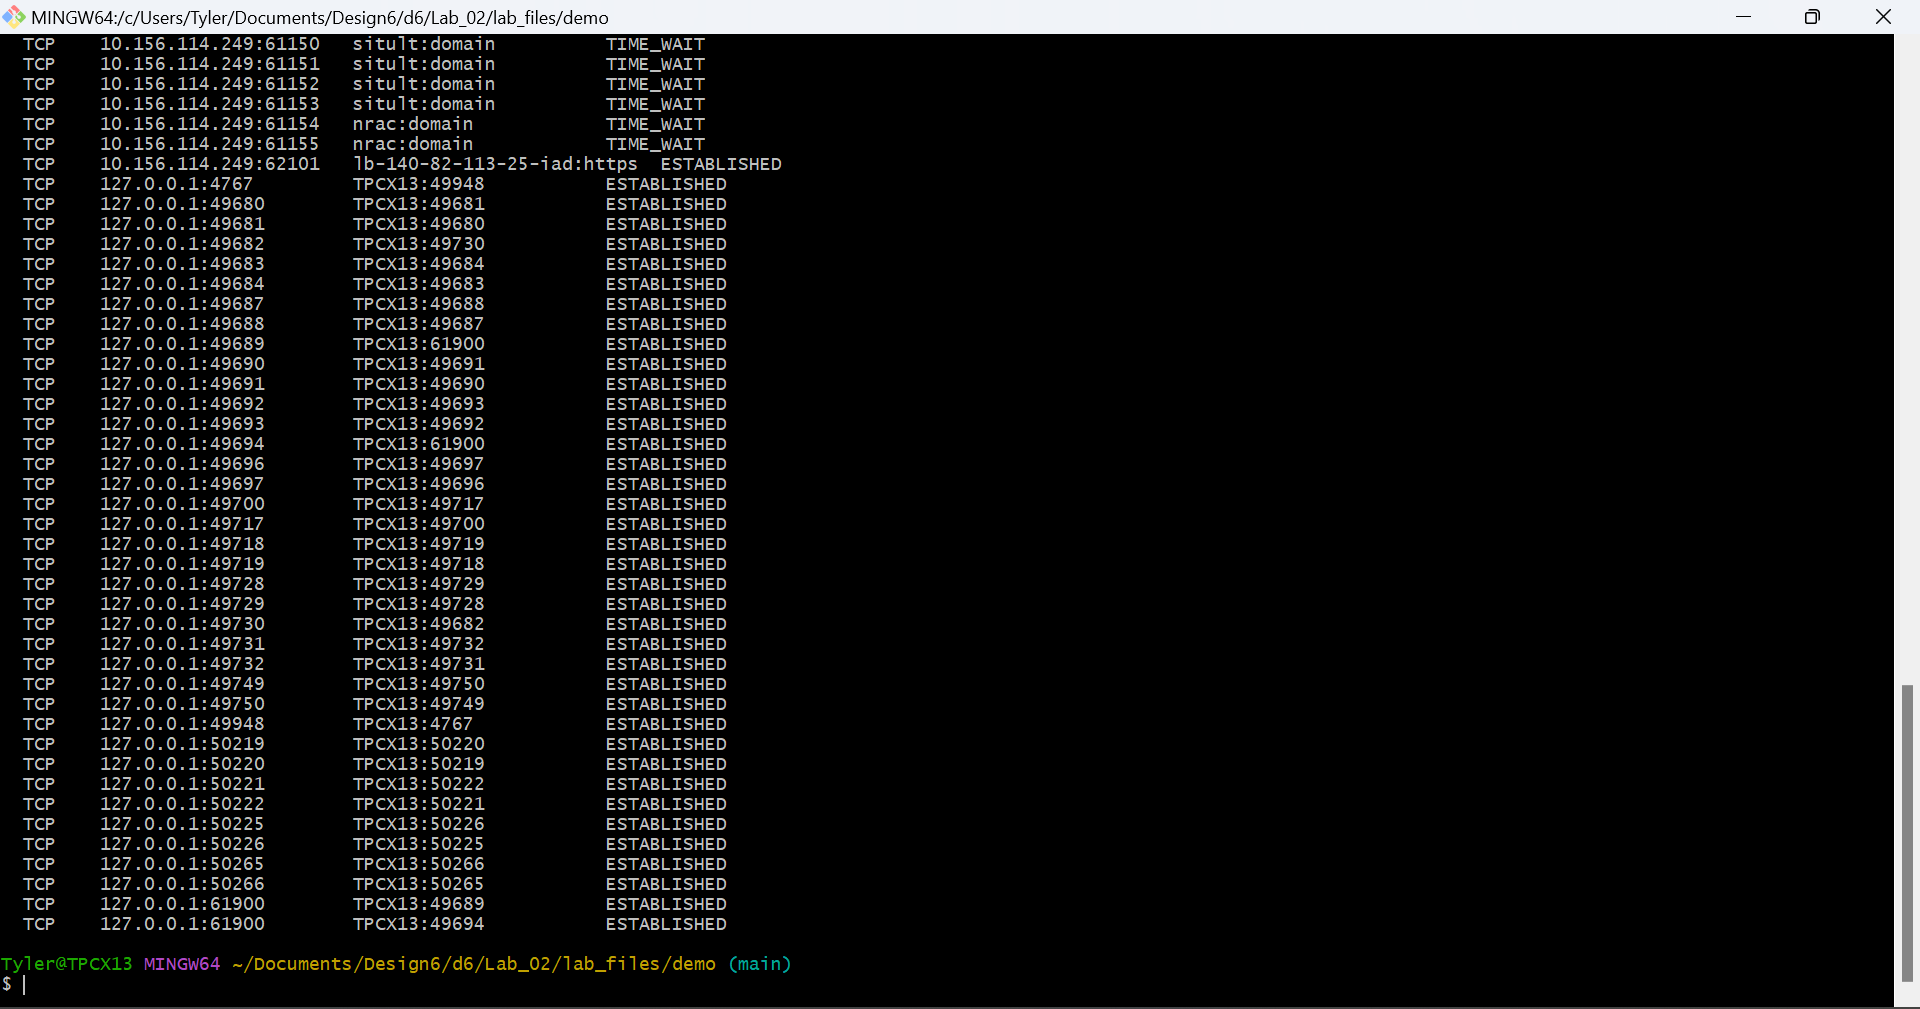 MINGW64:/c/Users/Tyler/Documents/Design6/d6/Lab_02/lab_files/demo
TCP 10.156.114.249:61150 sitult:domain TIME_WAIT
TCP 10.156.114.249:61151 sitult:domain TIME_WAIT
TCP 10.156.114.249:61152 sitult:domain TIME_WAIT
TCP 10.156.114.249:61153 sitult:domain TIME_WAIT
TCP 10.156.114.249:61154 nrac:domain TIME_WAIT
TCP 10.156.114.249:61155 nrac:domain TIME_WAIT
TCP 10.156.114.249:62101 lb-140-82-113-25-iad:https ESTABLISHED
TCP 127.0.0.1:4767 TPCX13:49948 ESTABLISHED
TCP 127.0.0.1:49680 TPCX13:49681 ESTABLISHED
TCP 127.0.0.1:49681 TPCX13:49680 ESTABLISHED
TCP 127.0.0.1:49682 TPCX13:49730 ESTABLISHED
TCP 127.0.0.1:49683 TPCX13:49684 ESTABLISHED
TCP 127.0.0.1:49684 TPCX13:49683 ESTABLISHED
TCP 127.0.0.1:49687 TPCX13:49688 ESTABLISHED
TCP 127.0.0.1:49688 TPCX13:49687 ESTABLISHED
TCP 127.0.0.1:49689 TPCX13:61900 ESTABLISHED
TCP 127.0.0.1:49690 TPCX13:49691 ESTABLISHED
TCP 127.0.0.1:49691 TPCX13:49690 ESTABLISHED
TCP 127.0.0.1:49692 TPCX13:49693 ESTABLISHED
TCP 127.0.0.1:49693 TPCX13:49692 ESTABLISHED
TCP 127.0.0.1:49694 TPCX13:61900 ESTABLISHED
TCP 127.0.0.1:49696 TPCX13:49697 ESTABLISHED
TCP 127.0.0.1:49697 TPCX13:49696 ESTABLISHED
TCP 127.0.0.1:49700 TPCX13:49717 ESTABLISHED
TCP 127.0.0.1:49717 TPCX13:49700 ESTABLISHED
TCP 127.0.0.1:49718 TPCX13:49719 ESTABLISHED
TCP 127.0.0.1:49719 TPCX13:49718 ESTABLISHED
TCP 127.0.0.1:49728 TPCX13:49729 ESTABLISHED
TCP 127.0.0.1:49729 TPCX13:49728 ESTABLISHED
TCP 127.0.0.1:49730 TPCX13:49682 ESTABLISHED
TCP 127.0.0.1:49731 TPCX13:49732 ESTABLISHED
TCP 127.0.0.1:49732 TPCX13:49731 ESTABLISHED
TCP 127.0.0.1:49749 TPCX13:49750 ESTABLISHED
TCP 127.0.0.1:49750 TPCX13:49749 ESTABLISHED
TCP 127.0.0.1:49948 TPCX13:4767 ESTABLISHED
TCP 127.0.0.1:50219 TPCX13:50220 ESTABLISHED
TCP 127.0.0.1:50220 TPCX13:50219 ESTABLISHED
TCP 127.0.0.1:50221 TPCX13:50222 ESTABLISHED
TCP 127.0.0.1:50222 TPCX13:50221 ESTABLISHED
TCP 127.0.0.1:50225 TPCX13:50226 ESTABLISHED
TCP 127.0.0.1:50226 TPCX13:50225 ESTABLISHED
TCP 127.0.0.1:50265 TPCX13:50266 ESTABLISHED
TCP 127.0.0.1:50266 TPCX13:50265 ESTABLISHED
TCP 127.0.0.1:61900 TPCX13:49689 ESTABLISHED
TCP 127.0.0.1:61900 TPCX13:49694 ESTABLISHED
Tyler@TPCX13 MINGW64 ~/Documents/Design6/d6/Lab_02/lab_files/demo (main)
$